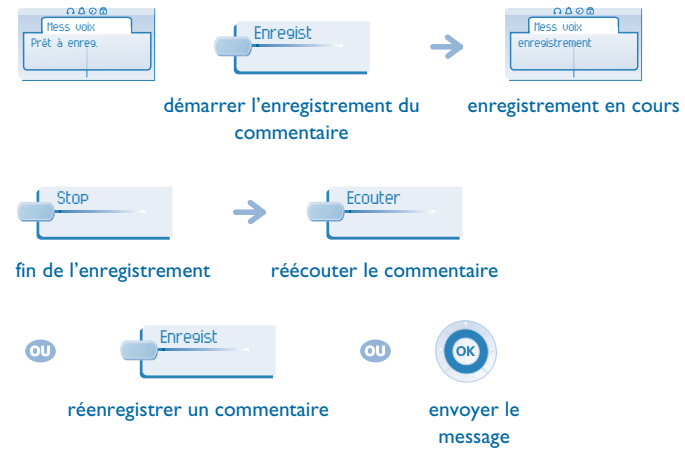 Mess voix
Prêt à enreg.
Enregist
Mess voix
enregistrement
démarrer l'enregistrement du
commentaire
enregistrement en cours
Stop
Ecouter
fin de l'enregistrement
réécouter le commentaire
OU
Enregist
OU
OK
réenregistrer un commentaire
envoyer le
message